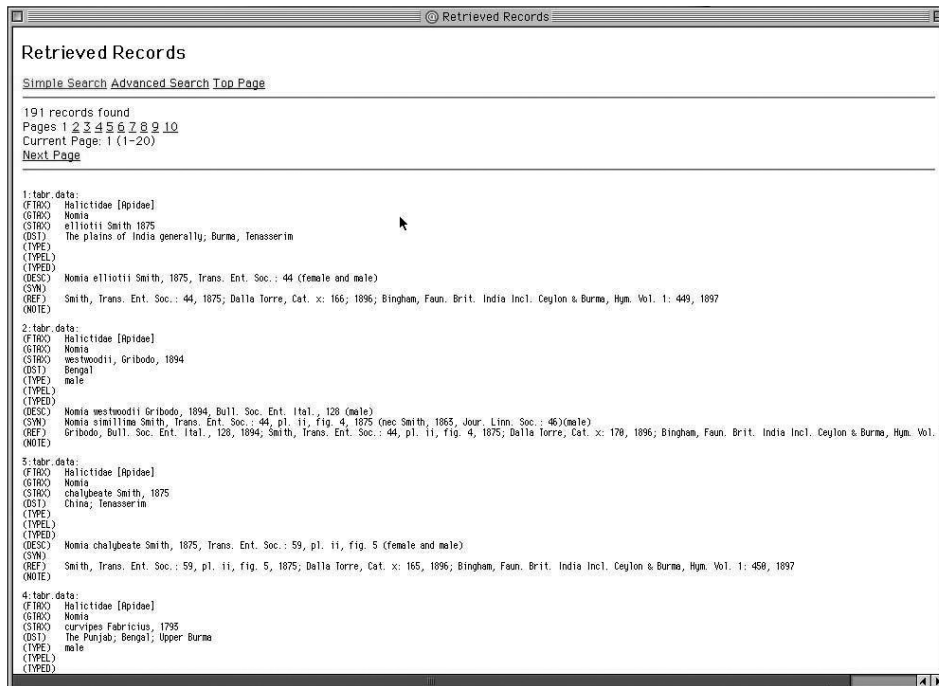 @ Retrieved Records
Retrieved Records
Simple Search Advanced Search Top Page
191 records found
Pages 1 2 3 4 5 6 7 8 9 10
Current Page: 1 (1-20)
Next Page
1:tabr.data:
(FTAX) Halictidae [Apidae]
(GTAX) Nomia
(STAX) elliotii Smith 1875
(DST) The plains of India generally; Burma, Tenasserim
(TYPE)
(TYPEL)
(TYPED)
(DESC) Nomia elliotii Smith, 1875, Trans. Ent. Soc.: 44 (female and male)
(SYN)
(REF) Smith, Trans. Ent. Soc.: 44, 1875; Dalla Torre, Cat. x: 166; 1896; Bingham, Faun. Brit. India Incl. Ceylon & Burma, Hym. Vol. 1: 449, 1897
(NOTE)
2:tabr.data:
(FTAX) Halictidae [Apidae]
(GTAX) Nomia
(STAX) westwoodii, Gribodo, 1894
(DST) Bengal
(TYPE) male
(TYPEL)
(TYPED)
(DESC) Nomia westwoodii Gribodo, 1894, Bull. Soc. Ent. Ital., 128 (male)
(SYN) Nomia simillima Smith, Trans. Ent. Soc.: 44, pl. ii, fig. 4, 1875 (nec Smith, 1863, Jour. Linn. Soc.: 46)(male)
(REF) Gribodo, Bull. Soc. Ent. Ital., 128, 1894; Smith, Trans. Ent. Soc.: 44, pl. ii, fig. 4, 1875; Dalla Torre, Cat. x: 170, 1896; Bingham, Faun. Brit. India Incl. Ceylon & Burma, Hym. Vol.
(NOTE)
3:tabr.data:
(FTAX) Halictidae [Apidae]
(GTAX) Nomia
(STAX) chalybeate Smith, 1875
(DST) China; Tenasserim
(TYPE)
(TYPEL)
(TYPED)
(DESC) Nomia chalybeate Smith, 1875, Trans. Ent. Soc.: 59, pl. ii, fig. 5 (female and male)
(SYN)
(REF) Smith, Trans. Ent. Soc.: 59, pl. ii, fig. 5, 1875; Dalla Torre, Cat. x: 165, 1896; Bingham, Faun. Brit. India Incl. Ceylon & Burma, Hym. Vol. 1: 450, 1897
(NOTE)
4:tabr.data:
(FTAX) Halictidae [Apidae]
(GTAX) Nomia
(STAX) curvipes Fabricius, 1793
(DST) The Punjab; Bengal; Upper Burma
(TYPE) male
(TYPEL)
(TYPED)